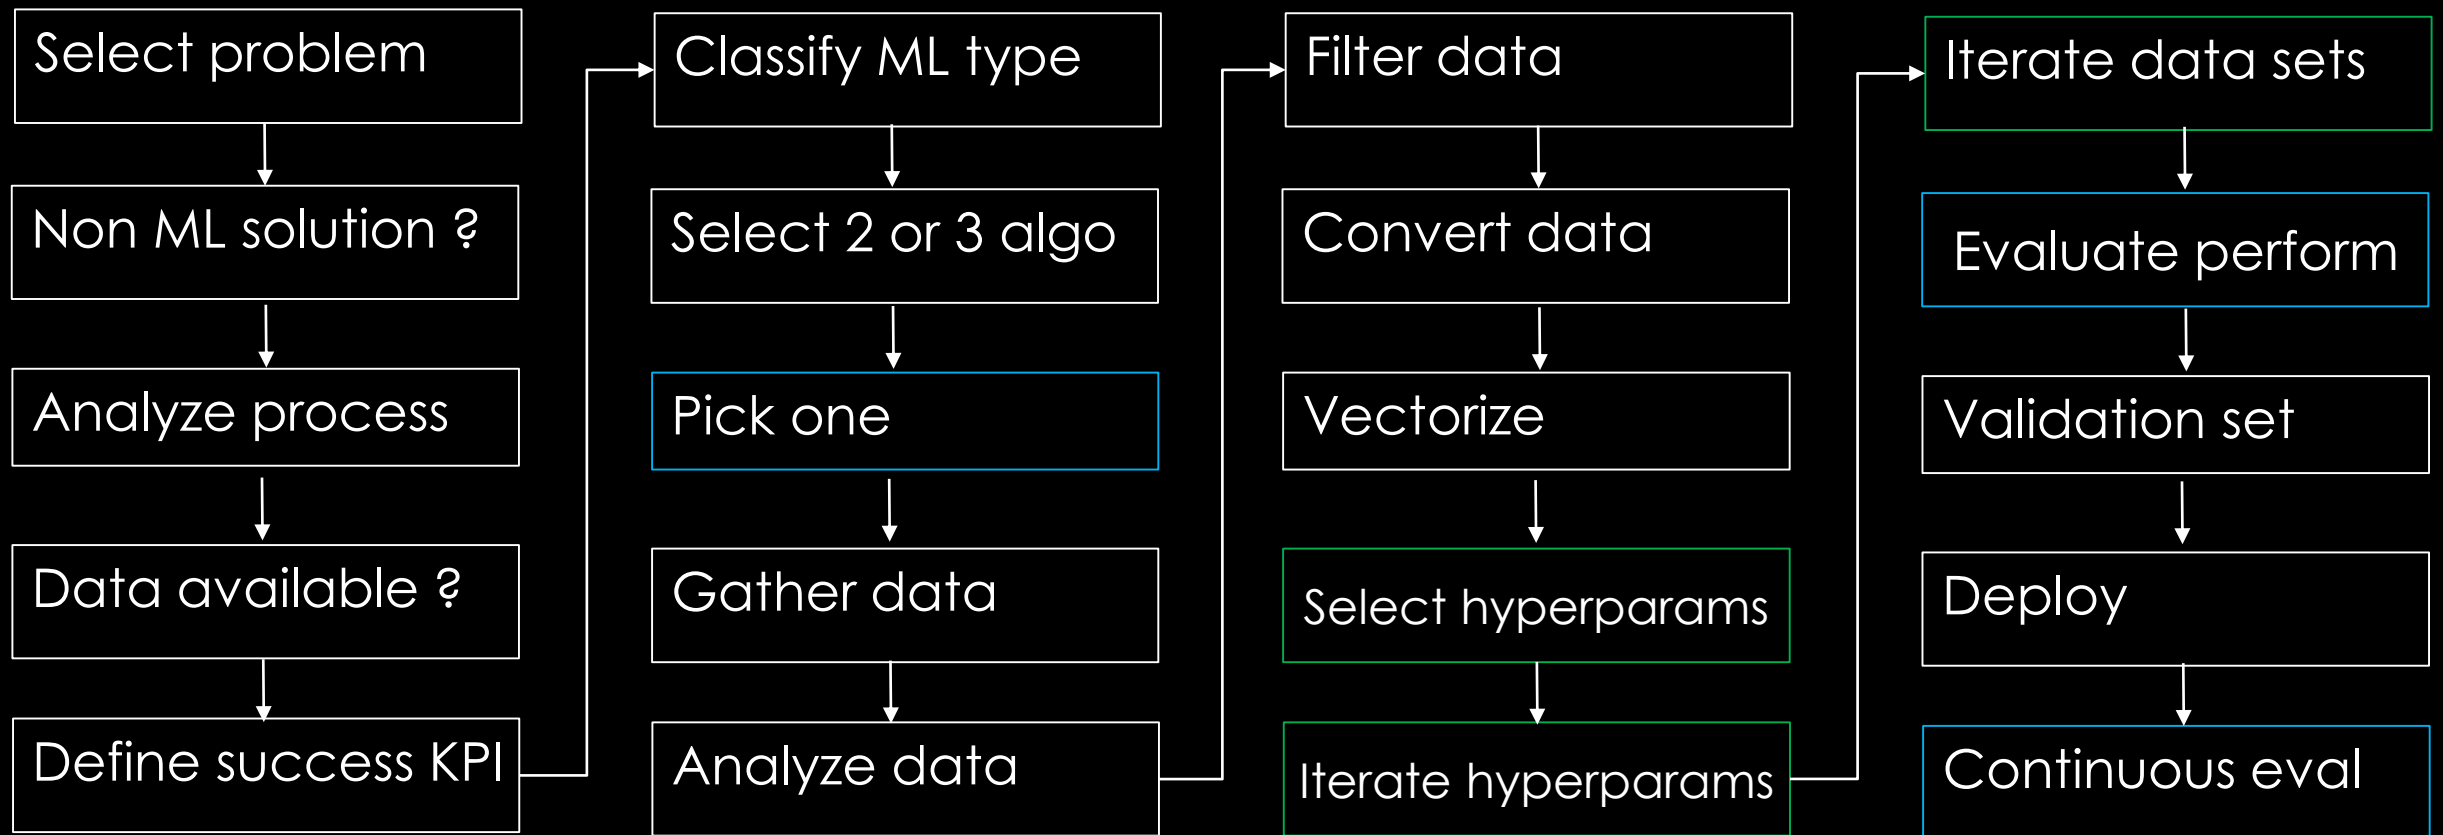 Select problem
Non ML solution ?
Analyze process
Data available ?
Define success KPI
Classify ML type
Select 2 or 3 algo
Pick one
Gather data
Analyze data
Filter data
Convert data
Vectorize
Select hyperparams
Iterate hyperparams
Iterate data sets
Evaluate perform
Validation set
Deploy
Continuous eval